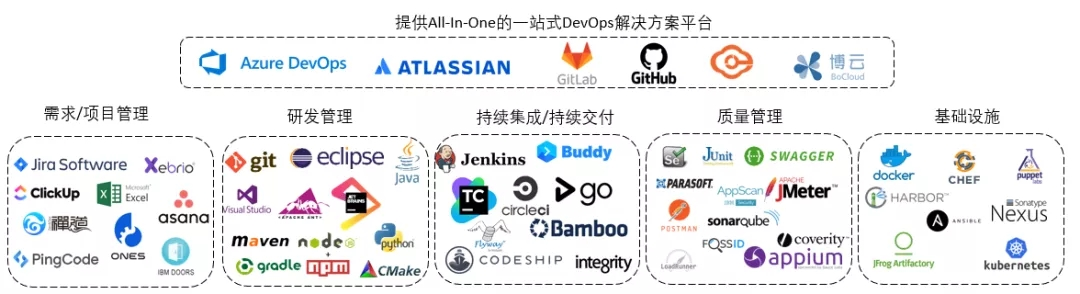 提供All-In-One的一站式DevOps解决方案平台
Azure DevOps ATLASSIAN GitLab GitHub 博云 BoCloud
需求/项目管理
Jira Software Xebrio
ClickUp Microsoft Excel asana
禅道 ONES
PingCode IBM DOORS
研发管理
git eclipse Java
Visual Studio APACHE ANT JET BRAINS
maven node JS python
gradle + npm CMake
持续集成/持续交付
Jenkins Buddy
TC circleci go
Flyway Bamboo
CODESHIP integrity
质量管理
Se JUnit SWAGGER
PARASOFT AppScan APACHE JMeter
POSTMAN sonarqube
FOSSID coverity
LoadRunner appium
基础设施
docker CHEF puppet labs
HARBOR ANSIBLE Sonatype Nexus
JFrog Artifactory kubernetes